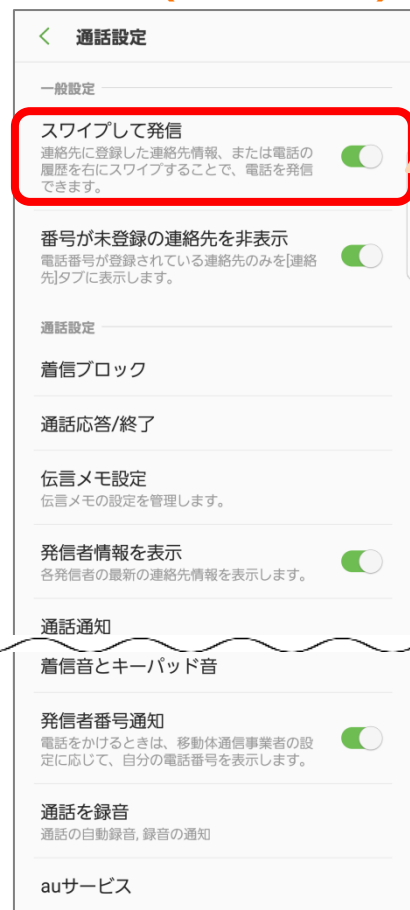 通話設定
一般設定
スワイプして発信
連絡先に登録した連絡先情報、または電話の
履歴を右にスワイプすることで、電話を発信
できます。
番号が未登録の連絡先を非表示
電話番号が登録されている連絡先のみを[連絡
先]タブに表示します。
通話設定
着信ブロック
通話応答/終了
伝言メモ設定
伝言メモの設定を管理します。
発信者情報を表示
各発信者の最新の連絡先情報を表示します。
通話通知
着信音とキーパッド音
発信者番号通知
電話をかけるときは、移動体通信事業者の設
定に応じて、自分の電話番号を表示します。
通話を録音
通話の自動録音, 録音の通知
auサービス